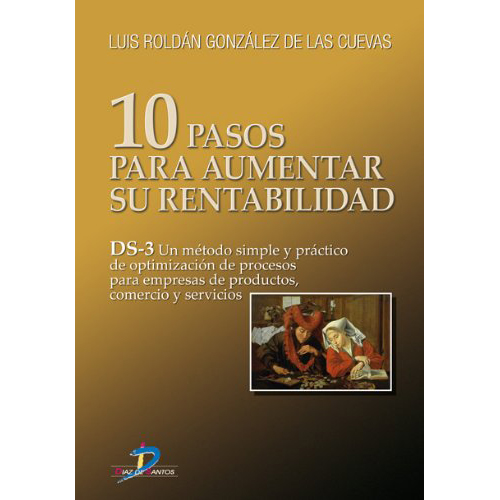 LUIS ROLDÁN GONZÁLEZ DE LAS CUEVAS
10 PASOS
PARA AUMENTAR
SU RENTABILIDAD
DS-3 Un método simple y práctico
de optimización de procesos
para empresas de productos,
comercio y servicios
DIAZ DE SANTOS